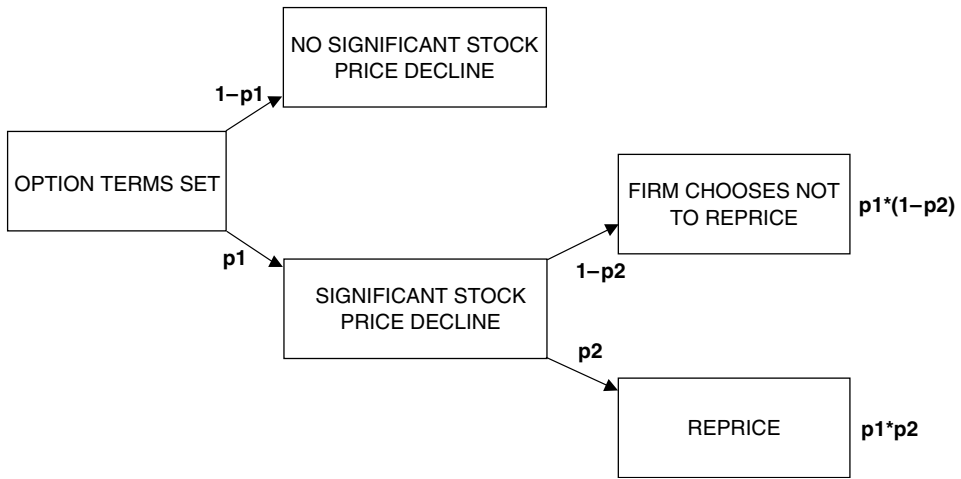 NO SIGNIFICANT STOCK
PRICE DECLINE
1–p1
OPTION TERMS SET
FIRM CHOOSES NOT
TO REPRICE
p1*(1–p2)
p1
1–p2
SIGNIFICANT STOCK
PRICE DECLINE
p2
REPRICE
p1*p2